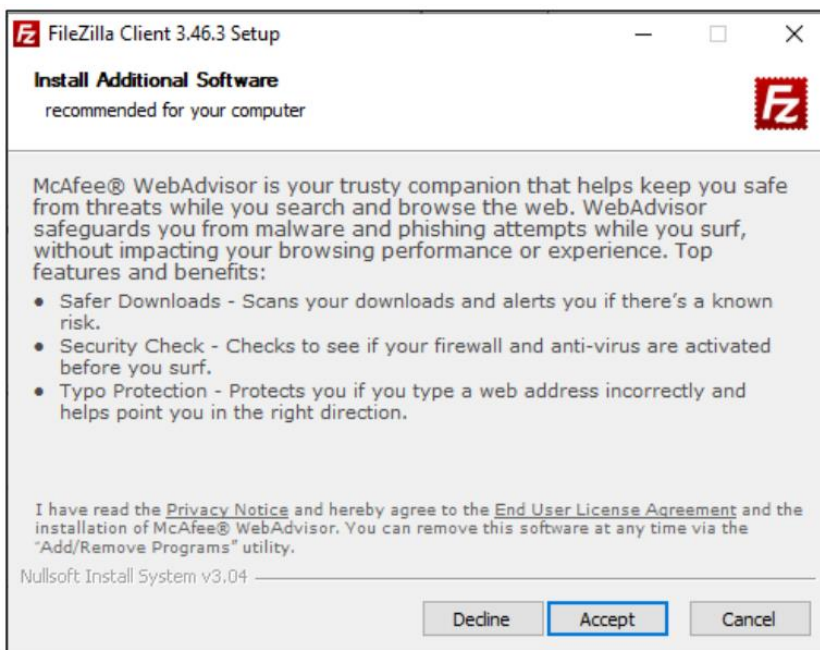 FileZilla Client 3.46.3 Setup
Install Additional Software
recommended for your computer
McAfee® WebAdvisor is your trusty companion that helps keep you safe
from threats while you search and browse the web. WebAdvisor
safeguards you from malware and phishing attempts while you surf,
without impacting your browsing performance or experience. Top
features and benefits:
● Safer Downloads - Scans your downloads and alerts you if there's a known
risk.
● Security Check - Checks to see if your firewall and anti-virus are activated
before you surf.
● Typo Protection - Protects you if you type a web address incorrectly and
helps point you in the right direction.
I have read the Privacy Notice and hereby agree to the End User License Agreement and the
installation of McAfee® WebAdvisor. You can remove this software at any time via the
"Add/Remove Programs" utility.
Nullsoft Install System v3.04
Decline Accept Cancel